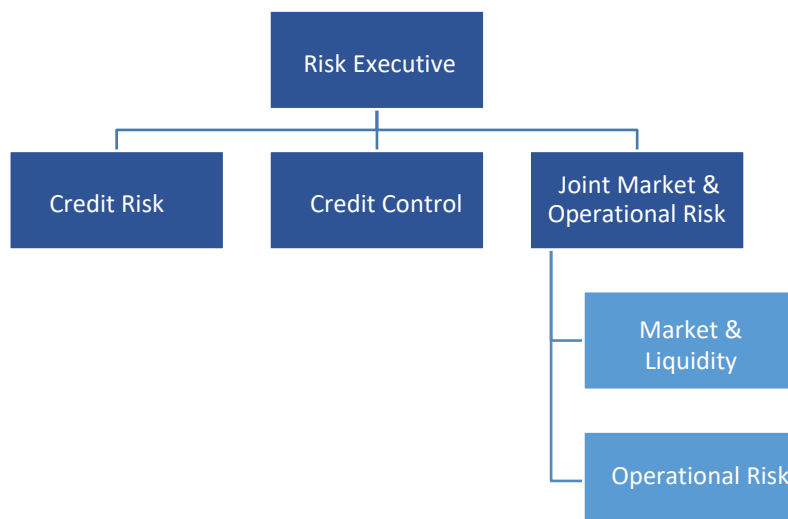 Risk Executive
Credit Risk
Credit Control
Joint Market &
Operational Risk
Market &
Liquidity
Operational Risk